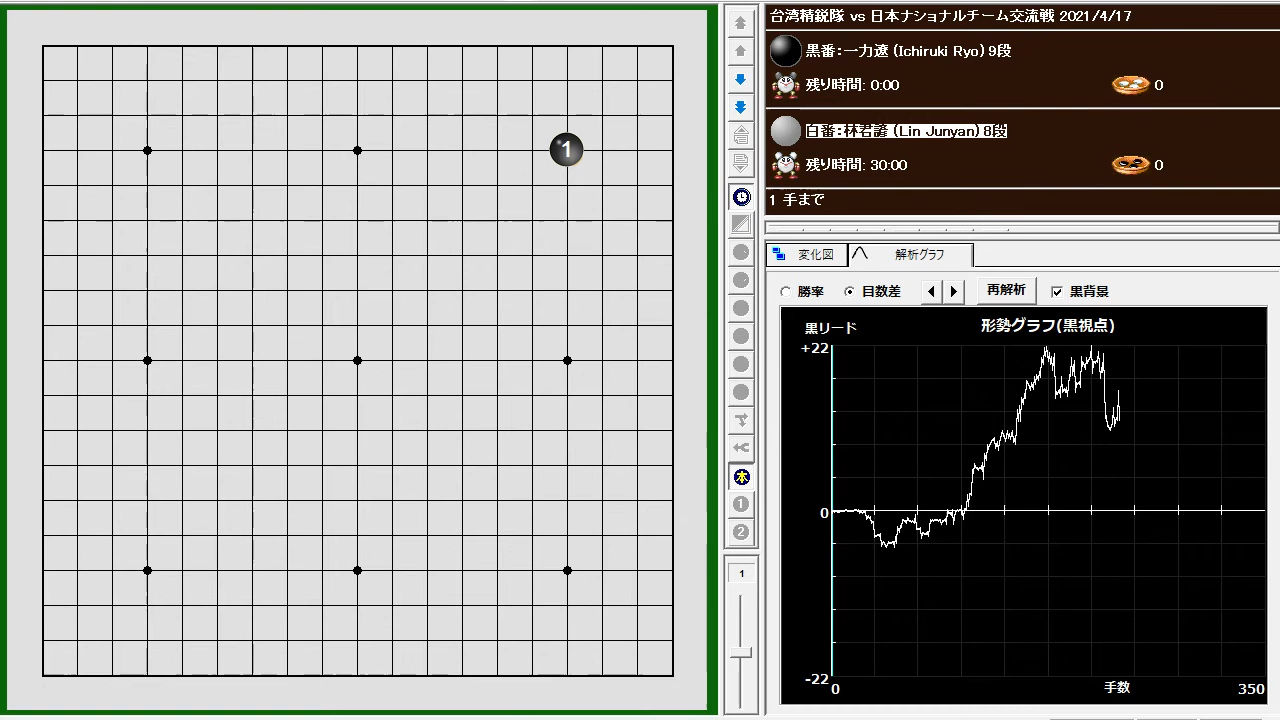 台湾精鋭隊 vs 日本ナショナルチーム交流戦 2021/4/17
黒番:一力遼 (Ichiruki Ryo) 9段
残り時間: 0:00
0
白番:林君諺 (Lin Junyan) 8段
残り時間: 30:00
0
1 手まで
変化図
解析グラフ
勝率
目数差
再解析
黒背景
黒リード
形勢グラフ(黒視点)
+22
0
-22
0
手数
350
1
本
1
2
1